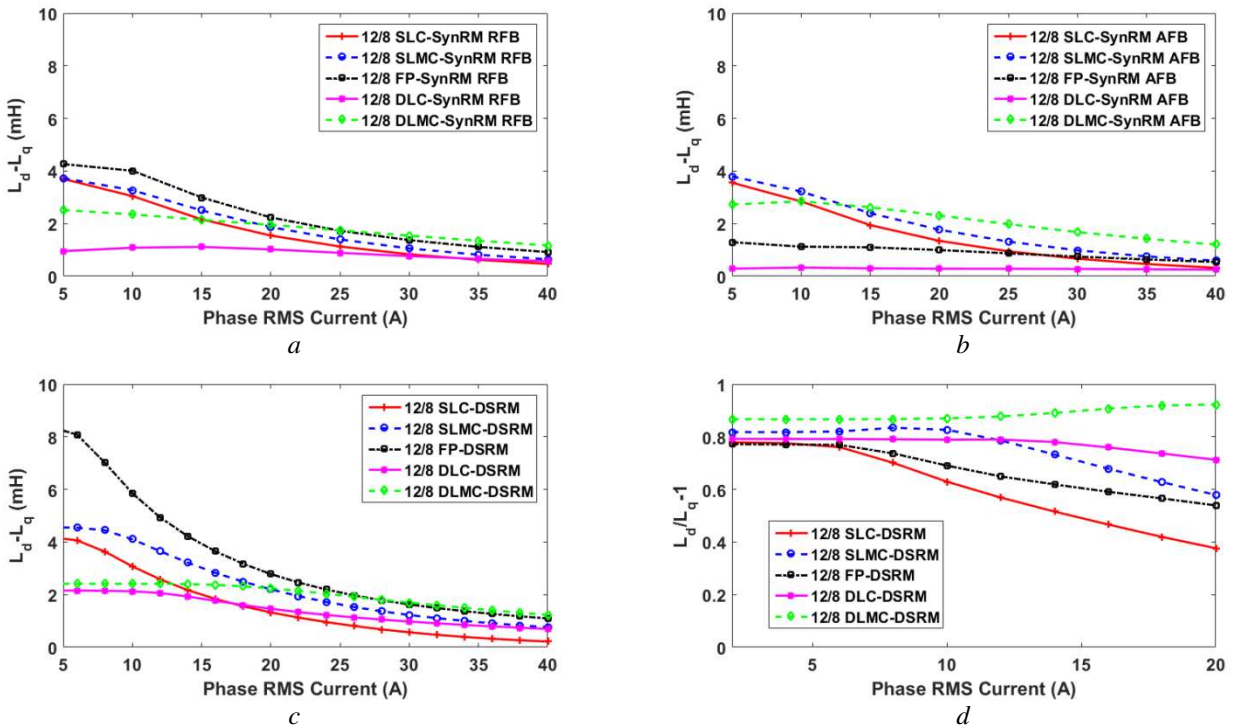 10
8
6
4
2
0
L_d-L_q (mH)
12/8 SLC-SynRM RFB
12/8 SLMC-SynRM RFB
12/8 FP-SynRM RFB
12/8 DLC-SynRM RFB
12/8 DLMC-SynRM RFB
5 10 15 20 25 30 35 40
Phase RMS Current (A)
a
10
8
6
4
2
0
L_d-L_q (mH)
12/8 SLC-SynRM AFB
12/8 SLMC-SynRM AFB
12/8 FP-SynRM AFB
12/8 DLC-SynRM AFB
12/8 DLMC-SynRM AFB
5 10 15 20 25 30 35 40
Phase RMS Current (A)
b
10
8
6
4
2
0
L_d-L_q (mH)
12/8 SLC-DSRM
12/8 SLMC-DSRM
12/8 FP-DSRM
12/8 DLC-DSRM
12/8 DLMC-DSRM
5 10 15 20 25 30 35 40
Phase RMS Current (A)
c
1
0.8
0.6
0.4
0.2
0
L_d/L_q-1
12/8 SLC-DSRM
12/8 SLMC-DSRM
12/8 FP-DSRM
12/8 DLC-DSRM
12/8 DLMC-DSRM
5 10 15 20
Phase RMS Current (A)
d